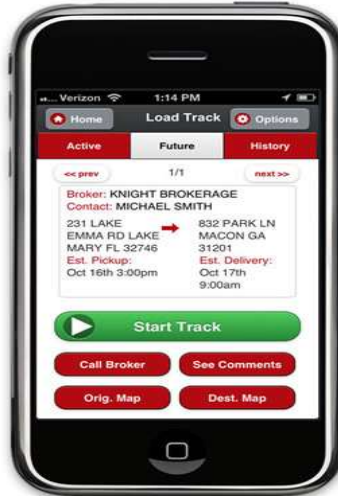 Verizon 1:14 PM
Home Load Track Options
Active Future History
<< prev 1/1 next >>
Broker: KNIGHT BROKERAGE
Contact: MICHAEL SMITH
231 LAKE
EMMA RD LAKE
MARY FL 32746
Est. Pickup:
Oct 16th 3:00pm
832 PARK LN
MACON GA
31201
Est. Delivery:
Oct 17th
9:00am
Start Track
Call Broker See Comments
Orig. Map Dest. Map